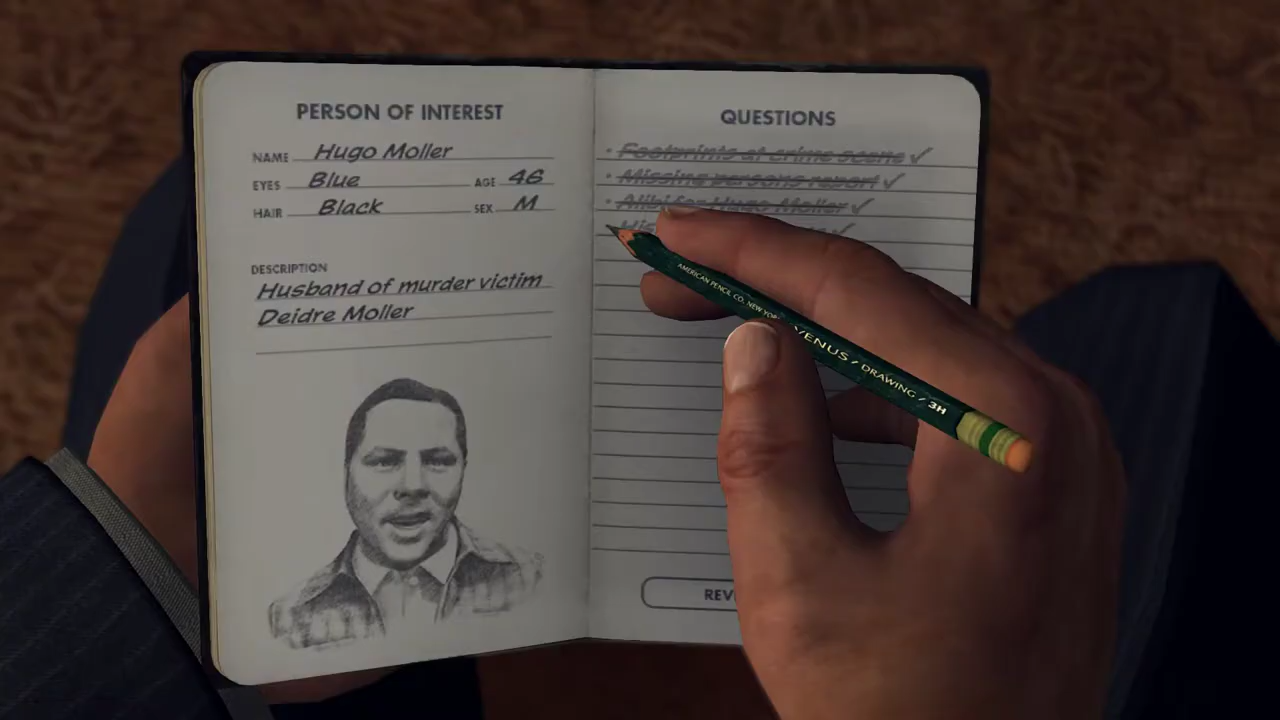 PERSON OF INTEREST
NAME Hugo Moller
EYES Blue AGE 46
HAIR Black SEX M
DESCRIPTION
Husband of murder victim
Deidre Moller
QUESTIONS
• Footprints at crime scene ✓
• Missing persons report ✓
• Alibi for Hugo Moller ✓
AMERICAN PENCIL CO. NEW YORK VENUS / DRAWING / 3H